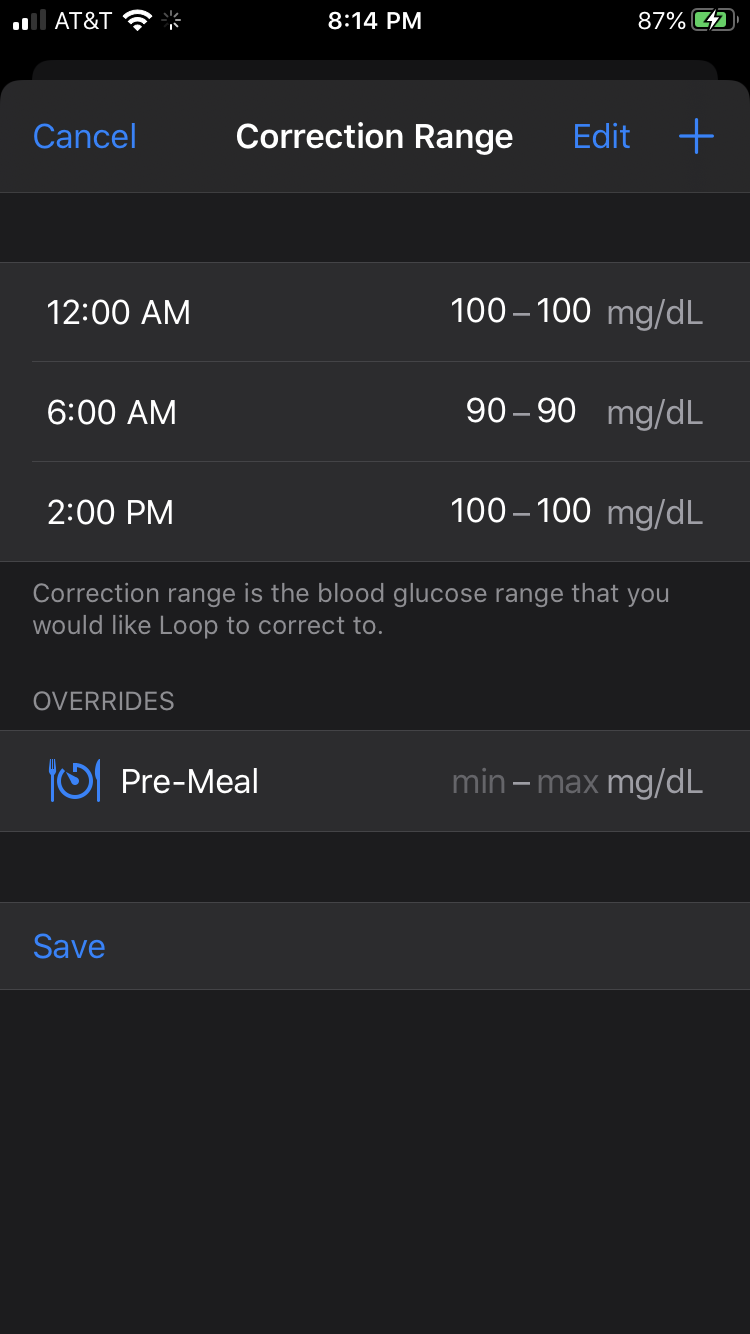 AT&T 8:14 PM 87%
Cancel Correction Range Edit +
12:00 AM 100 – 100 mg/dL
6:00 AM 90 – 90 mg/dL
2:00 PM 100 – 100 mg/dL
Correction range is the blood glucose range that you
would like Loop to correct to.
OVERRIDES
Pre-Meal min – max mg/dL
Save